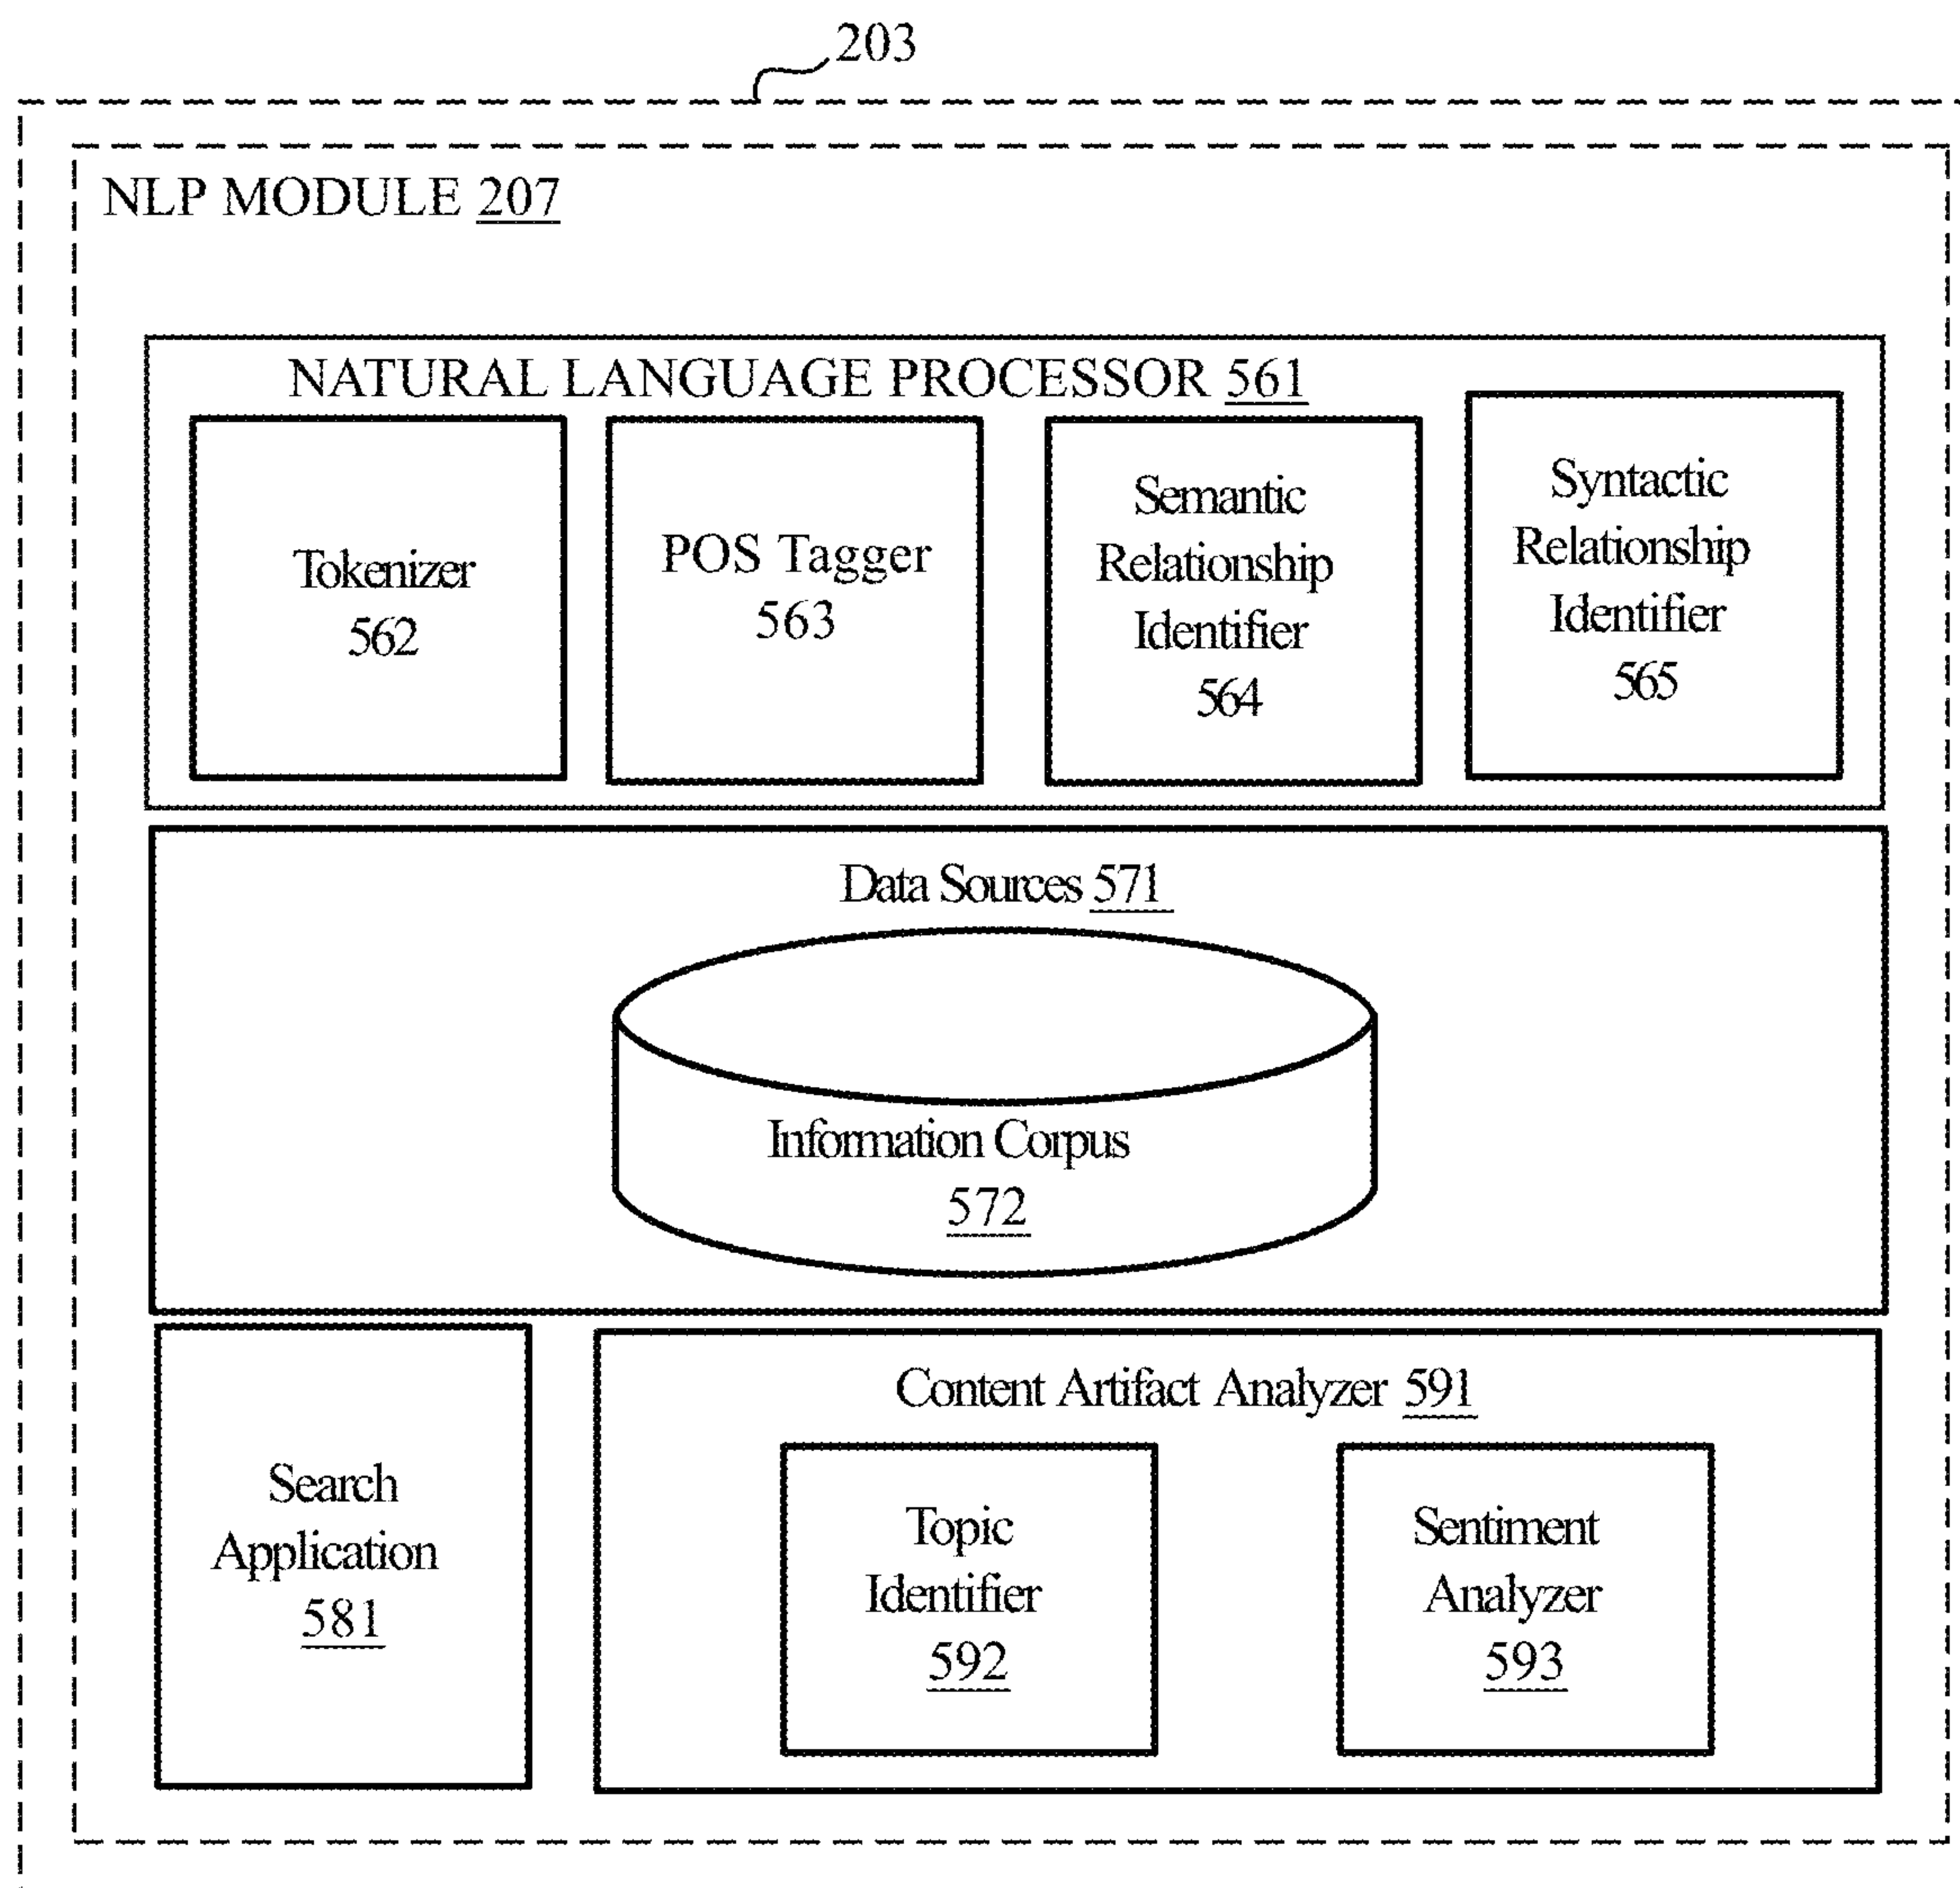 203
NLP MODULE 207
NATURAL LANGUAGE PROCESSOR 561
Tokenizer
562
POS Tagger
563
Semantic
Relationship
Identifier
564
Syntactic
Relationship
Identifier
565
Data Sources 571
Information Corpus
572
Search
Application
581
Content Artifact Analyzer 591
Topic
Identifier
592
Sentiment
Analyzer
593